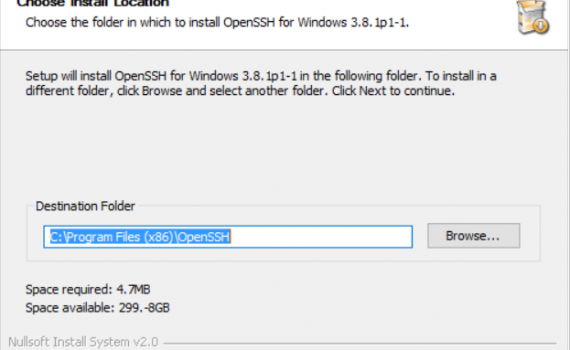 Choose Install Location
Choose the folder in which to install OpenSSH for Windows 3.8.1p1-1.
Setup will install OpenSSH for Windows 3.8.1p1-1 in the following folder. To install in a
different folder, click Browse and select another folder. Click Next to continue.
Destination Folder
C:\Program Files (x86)\OpenSSH
Browse...
Space required: 4.7MB
Space available: 299.-8GB
Nullsoft Install System v2.0